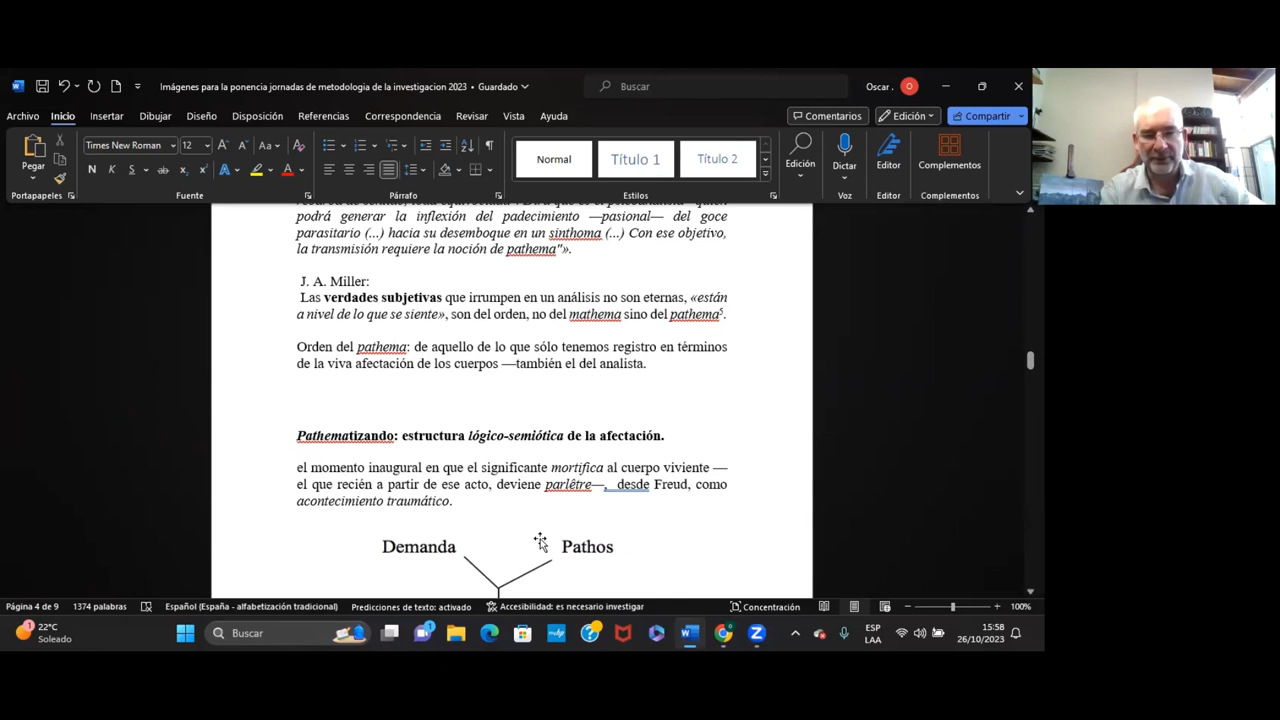 Imágenes para la ponencia jornadas de metodologia de la investigacion 2023 • Guardado
Buscar
Oscar . O
Archivo Inicio Insertar Dibujar Diseño Disposición Referencias Correspondencia Revisar Vista Ayuda
Comentarios Edición Compartir
Times New Roman 12 Aa
Normal Título 1 Título 2
Pegar N K S Edición Dictar Editor Complementos
Portapapeles Fuente Párrafo Estilos Voz Editor Complementos
podrá generar la inflexión del padecimiento —pasional— del goce
parasitario (...) hacia su desemboque en un sinthoma (...) Con ese objetivo,
la transmisión requiere la noción de pathema"».
J. A. Miller:
Las verdades subjetivas que irrumpen en un análisis no son eternas, «están
a nivel de lo que se siente», son del orden, no del mathema sino del pathema⁵.
Orden del pathema: de aquello de lo que sólo tenemos registro en términos
de la viva afectación de los cuerpos —también el del analista.
Pathematizando: estructura lógico-semiótica de la afectación.
el momento inaugural en que el significante mortifica al cuerpo viviente —
el que recién a partir de ese acto, deviene parlêtre—, desde Freud, como
acontecimiento traumático.
Demanda Pathos
Página 4 de 9 1374 palabras Español (España - alfabetización tradicional) Predicciones de texto: activado Accesibilidad: es necesario investigar Concentración 100%
22°C
Soleado
Buscar
ESP
LAA
15:58
26/10/2023